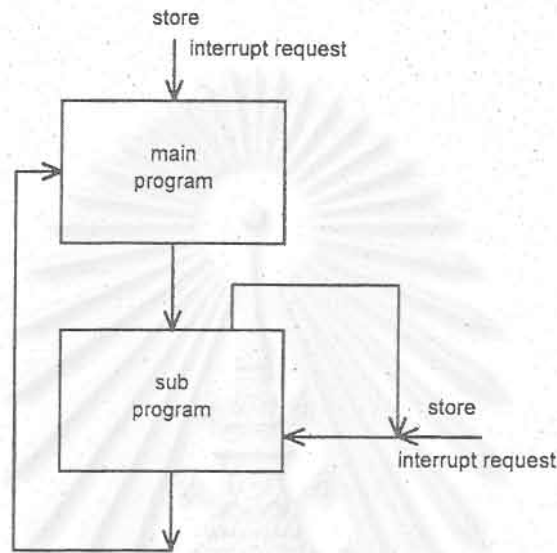 store
interrupt request
main
program
sub
program
store
interrupt request